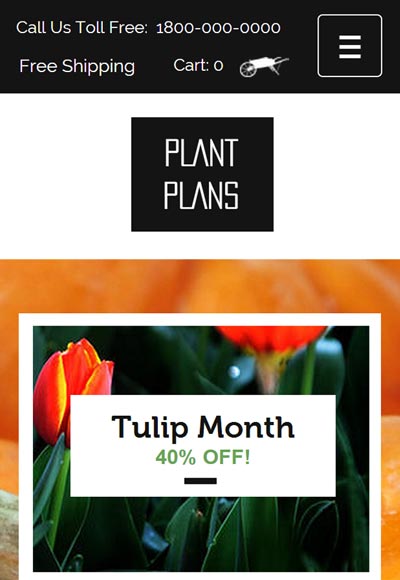 Call Us Toll Free: 1800-000-0000
Free Shipping
Cart: 0
PLANT
PLANS
Tulip Month
40% OFF!